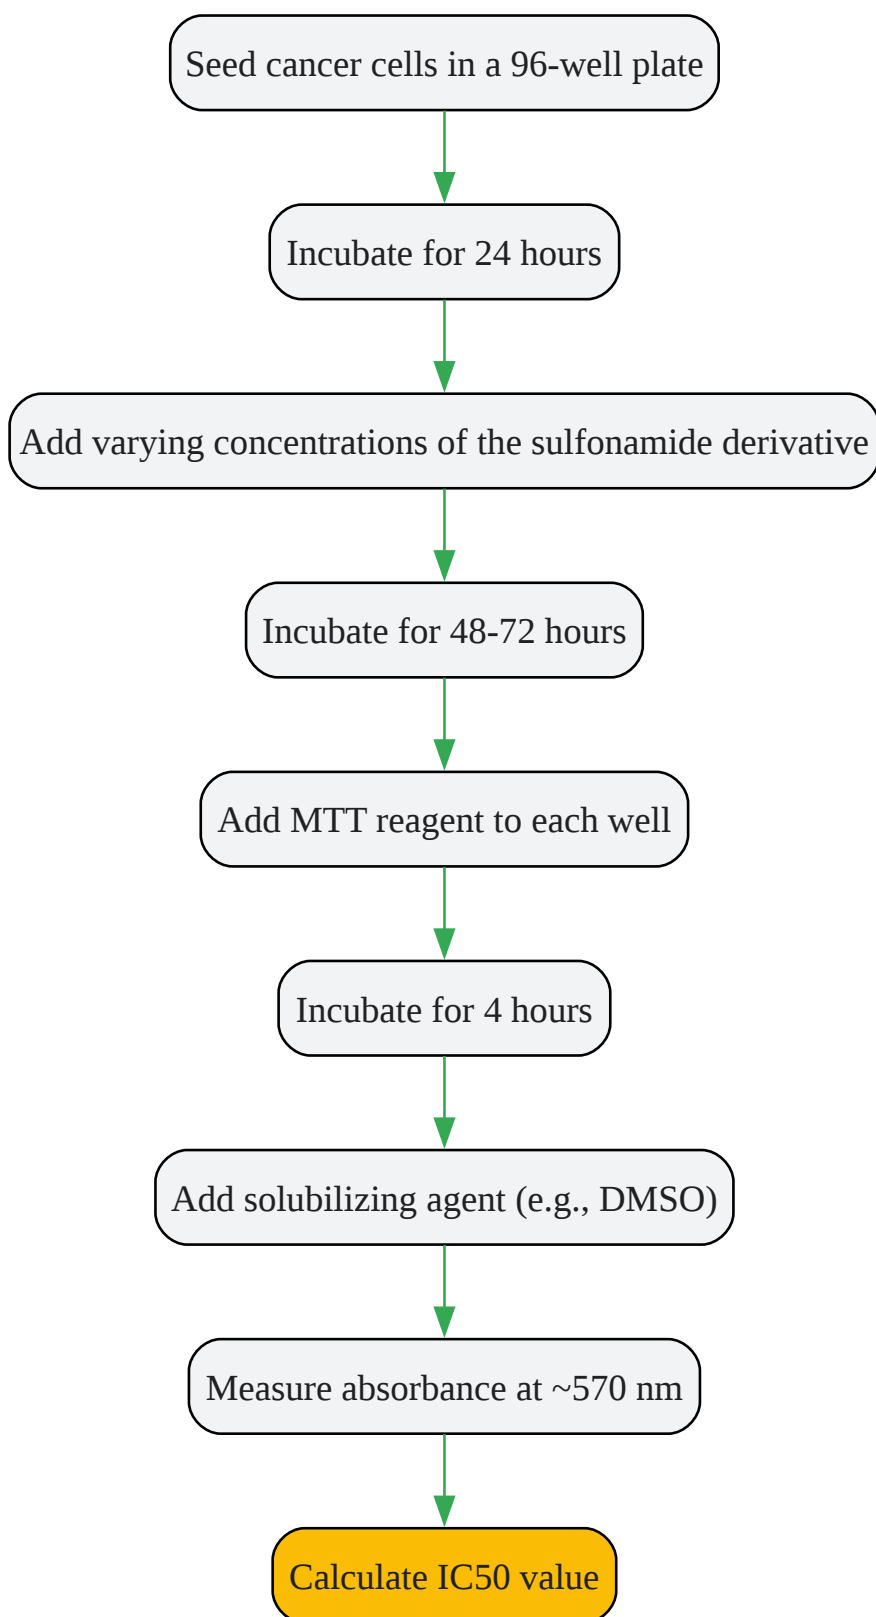 Seed cancer cells in a 96-well plate
Incubate for 24 hours
Add varying concentrations of the sulfonamide derivative
Incubate for 48-72 hours
Add MTT reagent to each well
Incubate for 4 hours
Add solubilizing agent (e.g., DMSO)
Measure absorbance at ~570 nm
Calculate IC50 value